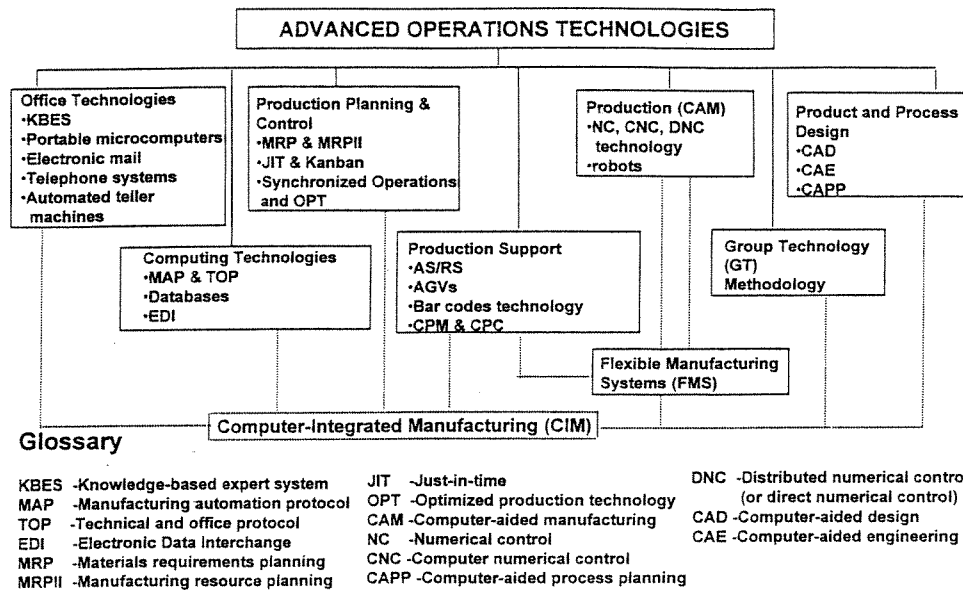 ADVANCED OPERATIONS TECHNOLOGIES
Office Technologies
•KBES
•Portable microcomputers
•Electronic mail
•Telephone systems
•Automated teller
machines
Production Planning &
Control
•MRP & MRPII
•JIT & Kanban
•Synchronized Operations
and OPT
Production (CAM)
•NC, CNC, DNC
technology
•robots
Product and Process
Design
•CAD
•CAE
•CAPP
Computing Technologies
•MAP & TOP
•Databases
•EDI
Production Support
•AS/RS
•AGVs
•Bar codes technology
•CPM & CPC
Group Technology
(GT)
Methodology
Flexible Manufacturing
Systems (FMS)
Computer-Integrated Manufacturing (CIM)
Glossary
KBES -Knowledge-based expert system
MAP -Manufacturing automation protocol
TOP -Technical and office protocol
EDI -Electronic Data Interchange
MRP -Materials requirements planning
MRPII -Manufacturing resource planning
JIT -Just-in-time
OPT -Optimized production technology
CAM -Computer-aided manufacturing
NC -Numerical control
CNC -Computer numerical control
CAPP -Computer-aided process planning
DNC -Distributed numerical control
(or direct numerical control)
CAD -Computer-aided design
CAE -Computer-aided engineering